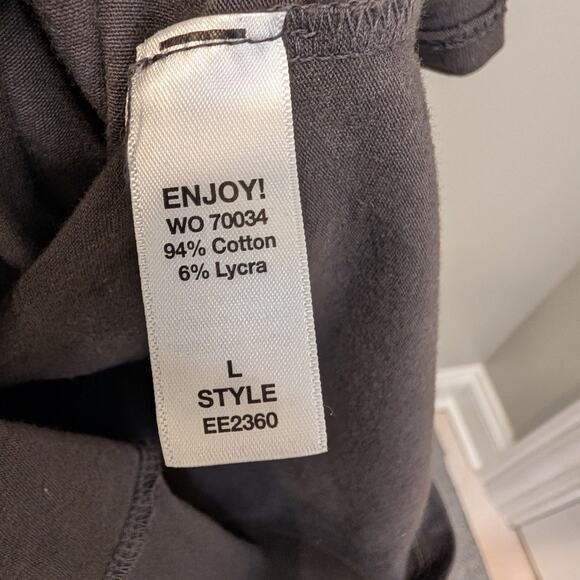 ENJOY!
WO 70034
94% Cotton
6% Lycra
L
STYLE
EE2360